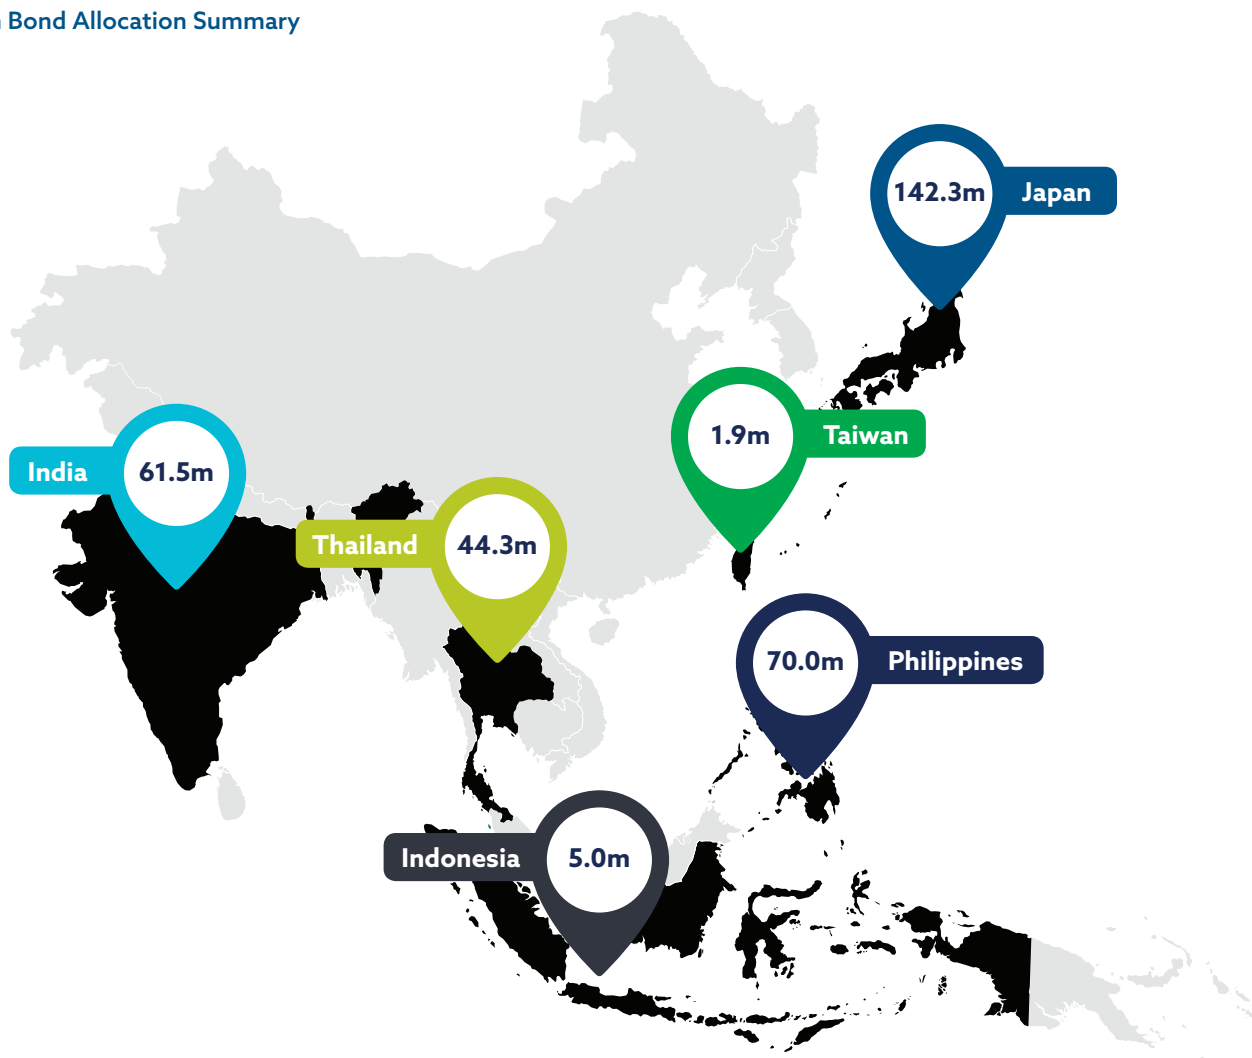 Bond Allocation Summary
142.3m
Japan
1.9m
Taiwan
India
61.5m
Thailand
44.3m
70.0m
Philippines
Indonesia
5.0m